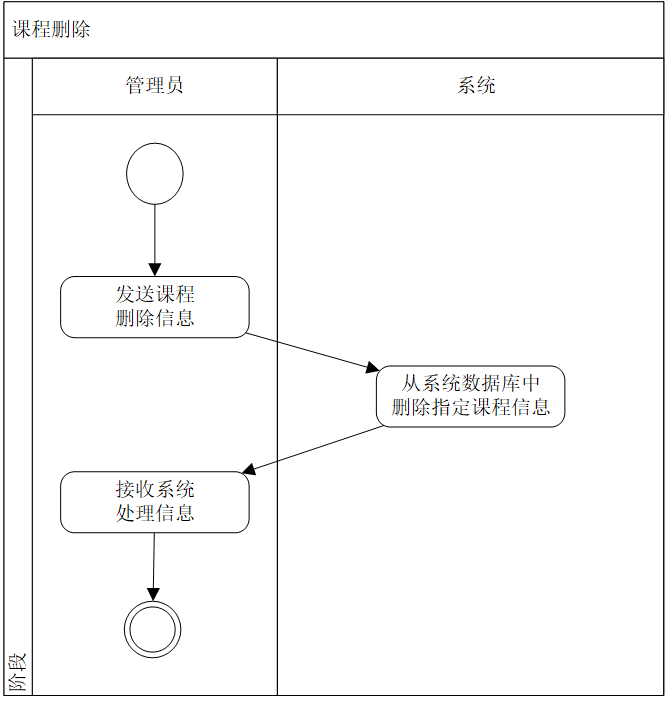 课程删除
管理员
系统
发送课程
删除信息
从系统数据库中
删除指定课程信息
接收系统
处理信息
阶段